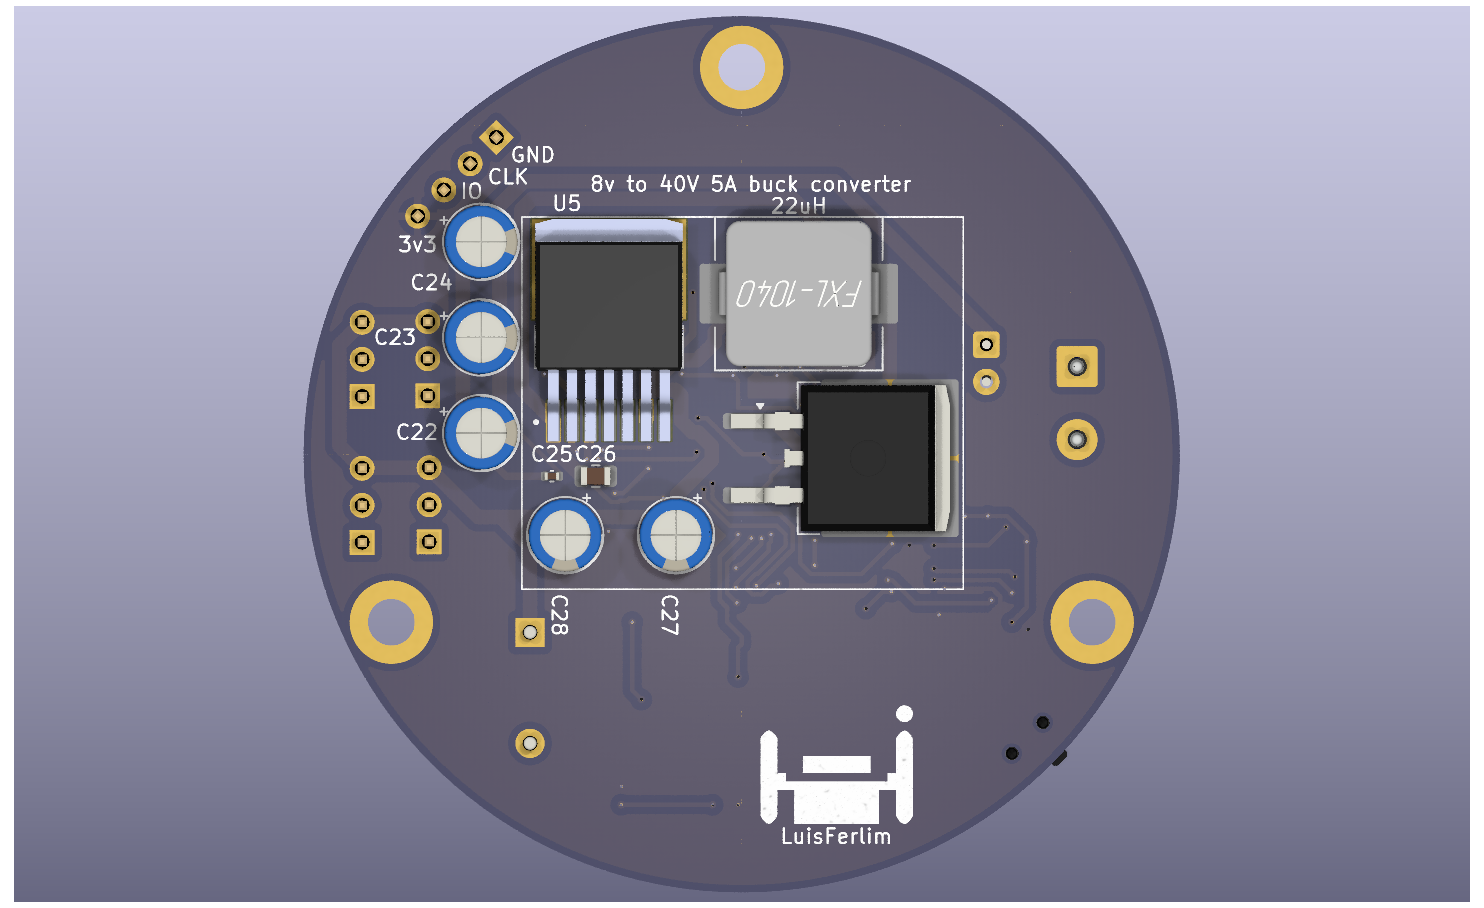 GND
CLK
IO
3v3
8v to 40V 5A buck converter
22uH
U5
FXL-1040
C24
C23
C22
C25 C26
C28
C27
LuisFerlim